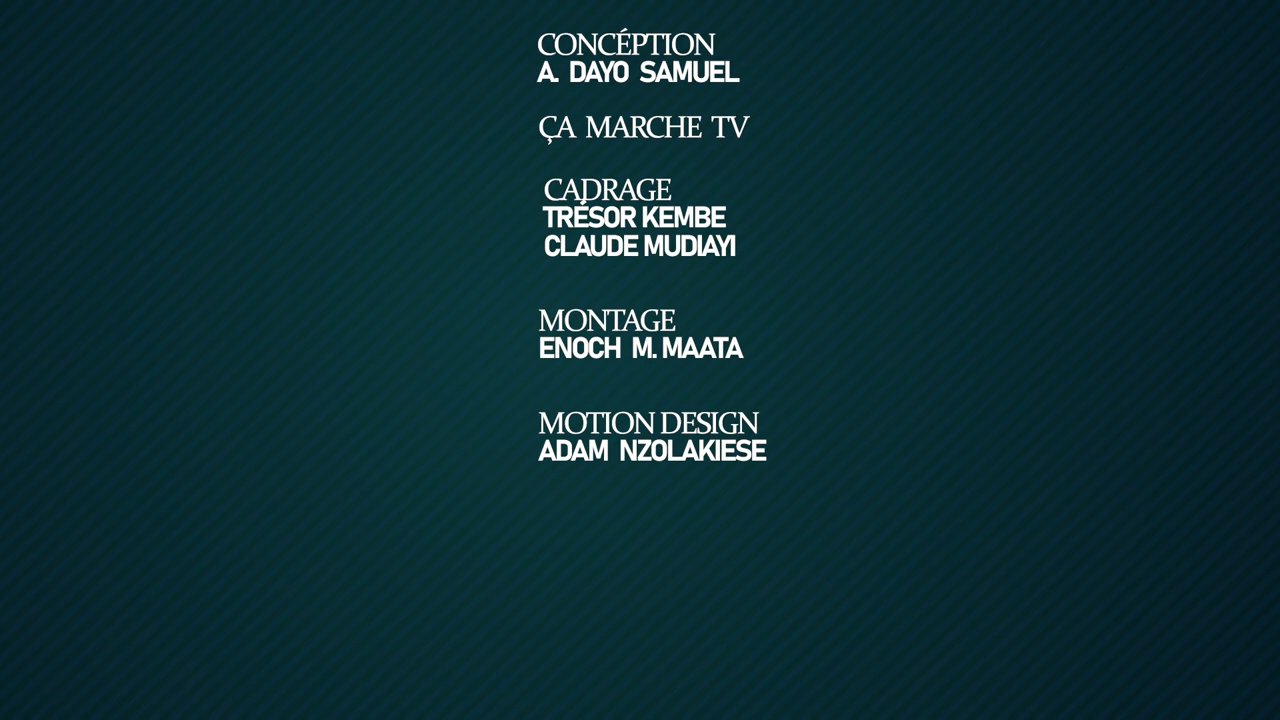 CONCÉPTION
A. DAYO SAMUEL
ÇA MARCHE TV
CADRAGE
TRÉSOR KEMBE
CLAUDE MUDIAYI
MONTAGE
ENOCH M. MAATA
MOTION DESIGN
ADAM NZOLAKIESE